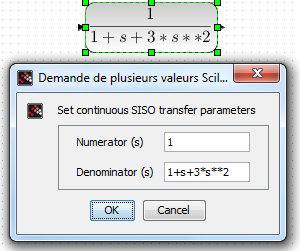 1
1 + s + 3 * s * *2
Demande de plusieurs valeurs Scil...
Set continuous SISO transfer parameters
Numerator (s) 1
Denominator (s) 1+s+3*s**2
OK Cancel